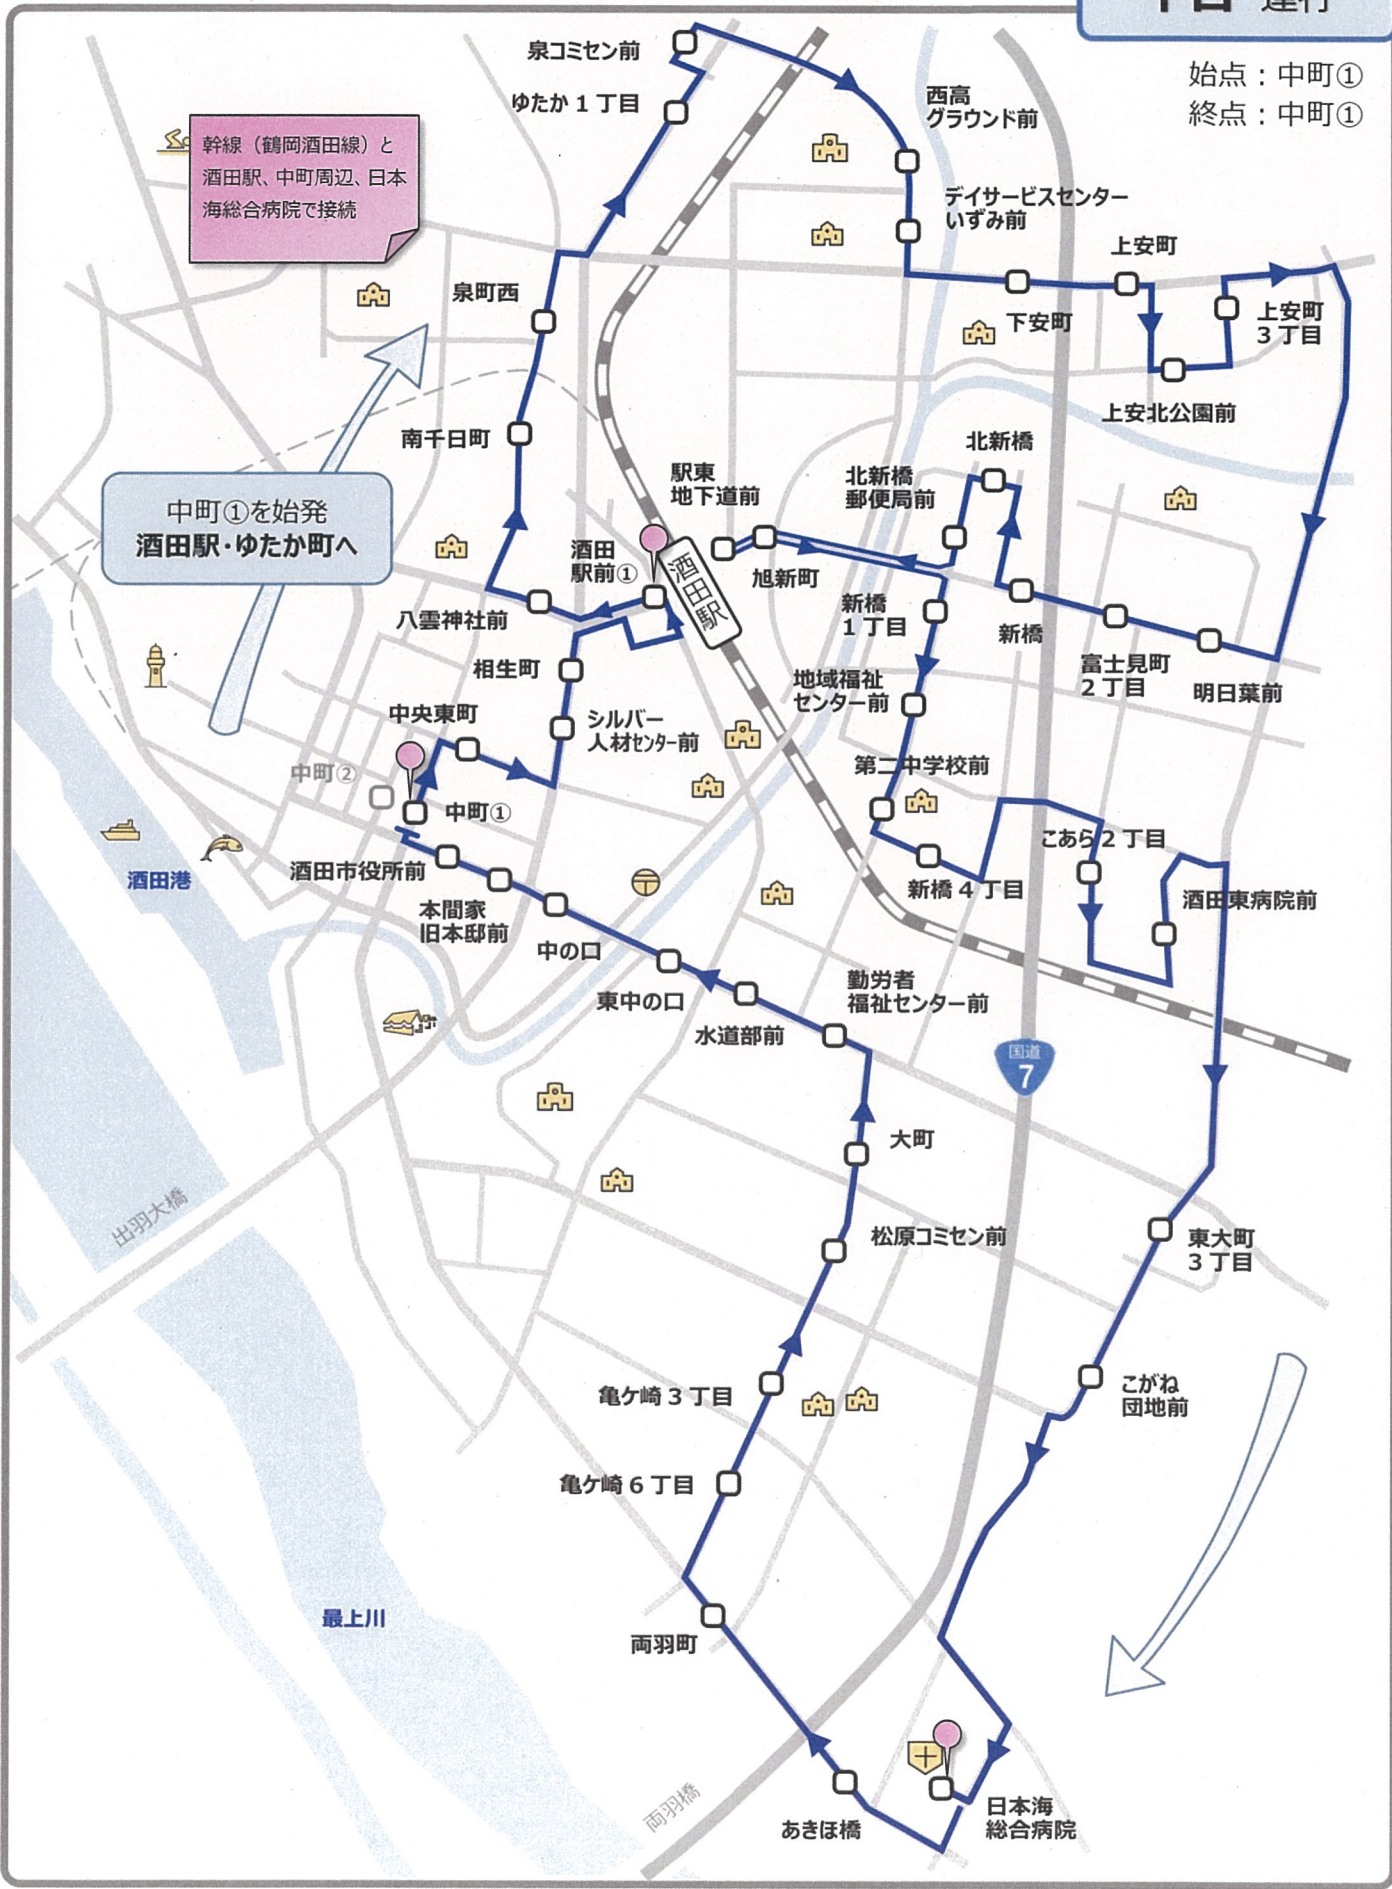 運行
始点：中町①
終点：中町①
泉コミセン前
ゆたか１丁目
西高
グラウンド前
幹線（鶴岡酒田線）と
酒田駅、中町周辺、日本
海総合病院で接続
デイサービスセンター
いずみ前
上安町
泉町西
下安町
上安町
3丁目
上安北公園前
南千日町
北新橋
駅東
地下道前
北新橋
郵便局前
中町①を始発
酒田駅・ゆたか町へ
酒田
駅前①
酒田駅
旭新町
新橋
1丁目
八雲神社前
新橋
富士見町
2丁目
明日葉前
相生町
地域福祉
センター前
中央東町
シルバー
人材センター前
中町②
第二中学校前
中町①
こあら2丁目
酒田市役所前
酒田港
新橋4丁目
酒田東病院前
本間家
旧本邸前
中の口
勤労者
福祉センター前
東中の口
水道部前
国道
7
大町
出羽大橋
松原コミセン前
東大町
3丁目
亀ケ崎3丁目
こがね
団地前
亀ケ崎6丁目
最上川
両羽町
両羽橋
あきほ橋
日本海
総合病院